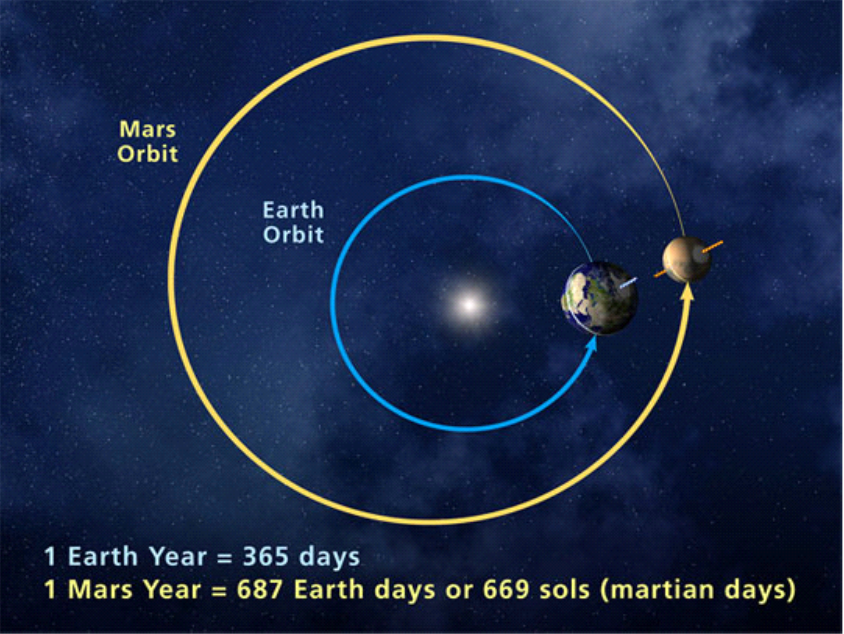 Mars
Orbit
Earth
Orbit
1 Earth Year = 365 days
1 Mars Year = 687 Earth days or 669 sols (martian days)